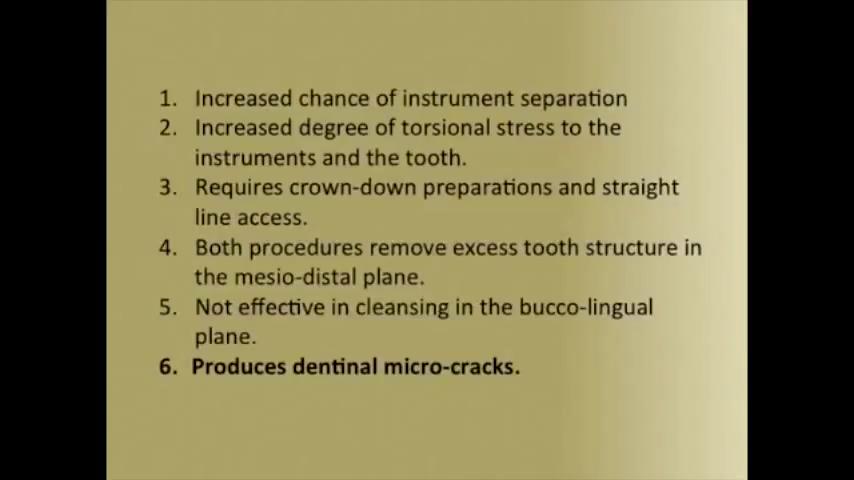 1. Increased chance of instrument separation
2. Increased degree of torsional stress to the
instruments and the tooth.
3. Requires crown-down preparations and straight
line access.
4. Both procedures remove excess tooth structure in
the mesio-distal plane.
5. Not effective in cleansing in the bucco-lingual
plane.
6. Produces dentinal micro-cracks.